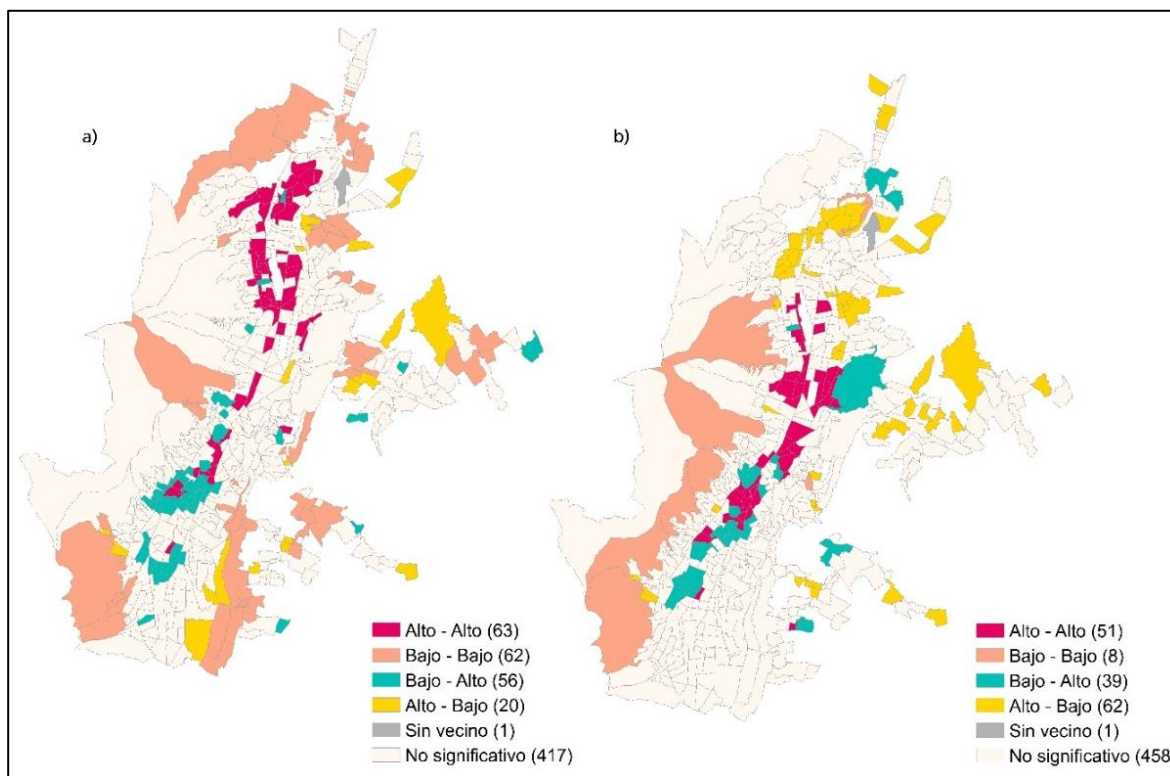 a)
Alto - Alto (63)
Bajo - Bajo (62)
Bajo - Alto (56)
Alto - Bajo (20)
Sin vecino (1)
No significativo (417)
b)
Alto - Alto (51)
Bajo - Bajo (8)
Bajo - Alto (39)
Alto - Bajo (62)
Sin vecino (1)
No significativo (458)